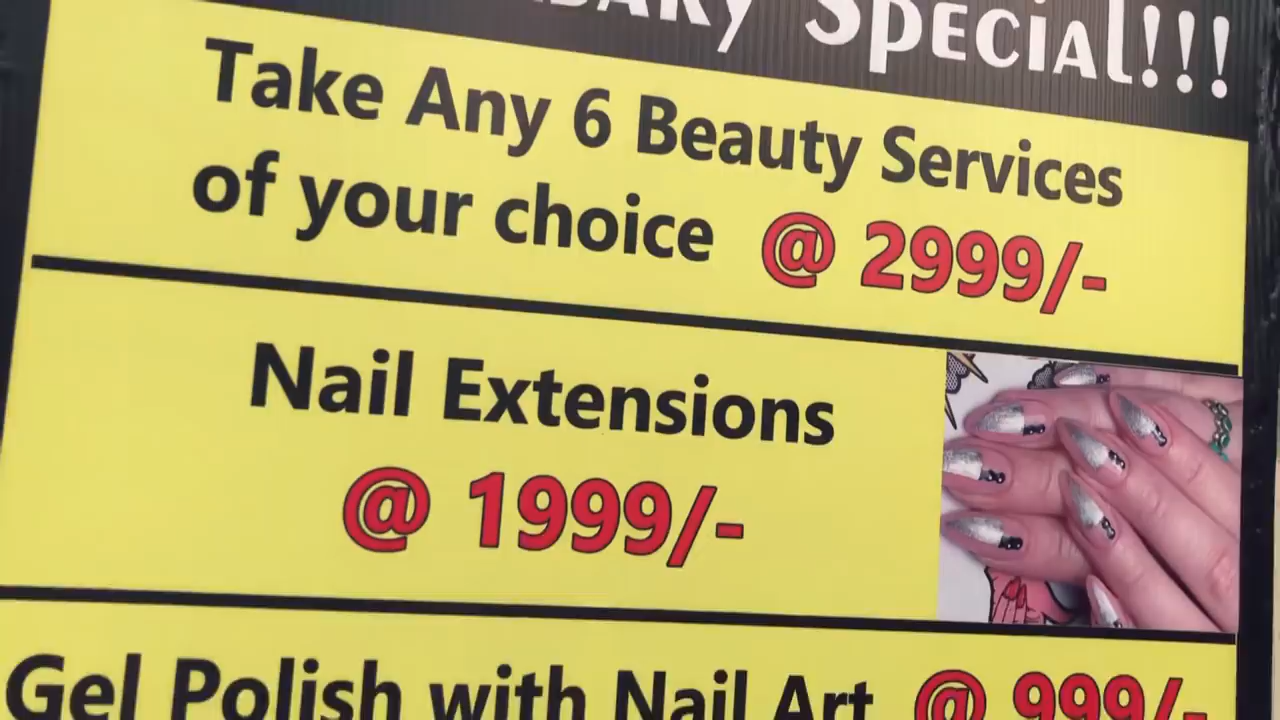 Special!!!
Take Any 6 Beauty Services
of your choice @ 2999/-
Nail Extensions
@ 1999/-
Gel Polish with Nail Art @ 999/-